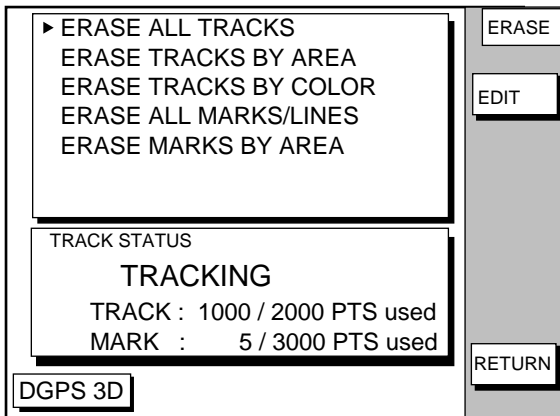 ▶ ERASE ALL TRACKS
ERASE TRACKS BY AREA
ERASE TRACKS BY COLOR
ERASE ALL MARKS/LINES
ERASE MARKS BY AREA
TRACK STATUS
TRACKING
TRACK : 1000 / 2000 PTS used
MARK : 5 / 3000 PTS used
DGPS 3D
ERASE
EDIT
RETURN